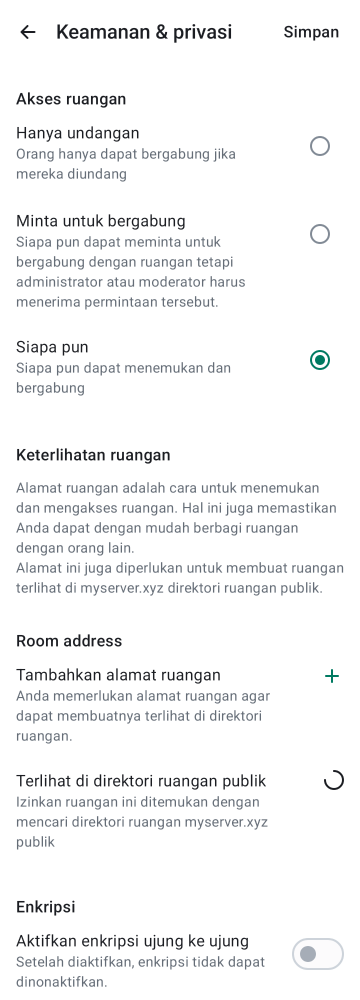 Keamanan & privasi
Simpan
Akses ruangan
Hanya undangan
Orang hanya dapat bergabung jika
mereka diundang
Minta untuk bergabung
Siapa pun dapat meminta untuk
bergabung dengan ruangan tetapi
administrator atau moderator harus
menerima permintaan tersebut.
Siapa pun
Siapa pun dapat menemukan dan
bergabung
Keterlihatan ruangan
Alamat ruangan adalah cara untuk menemukan
dan mengakses ruangan. Hal ini juga memastikan
Anda dapat dengan mudah berbagi ruangan
dengan orang lain.
Alamat ini juga diperlukan untuk membuat ruangan
terlihat di myserver.xyz direktori ruangan publik.
Room address
Tambahkan alamat ruangan
Anda memerlukan alamat ruangan agar
dapat membuatnya terlihat di direktori
ruangan.
Terlihat di direktori ruangan publik
Izinkan ruangan ini ditemukan dengan
mencari direktori ruangan myserver.xyz
publik
Enkripsi
Aktifkan enkripsi ujung ke ujung
Setelah diaktifkan, enkripsi tidak dapat
dinonaktifkan.